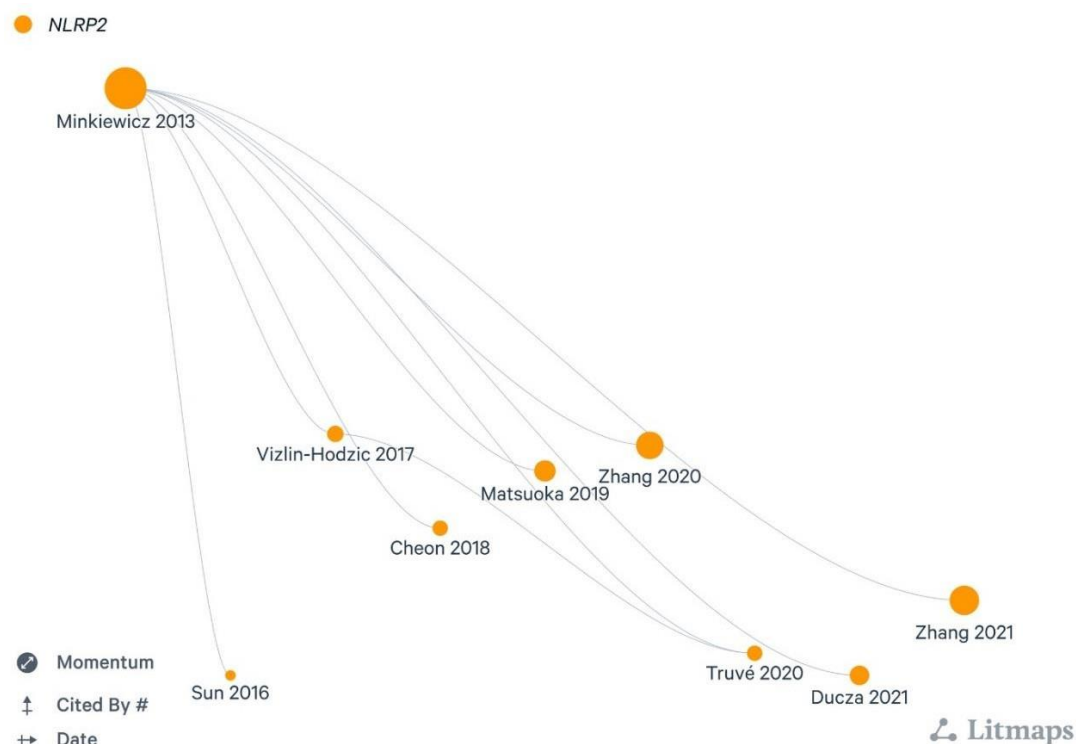 NLRP2
Minkiewicz 2013
Vizlin-Hodzic 2017
Matsuoka 2019
Zhang 2020
Cheon 2018
Zhang 2021
Truvé 2020
Ducza 2021
Sun 2016
Momentum
Cited By #
Date
Litmaps